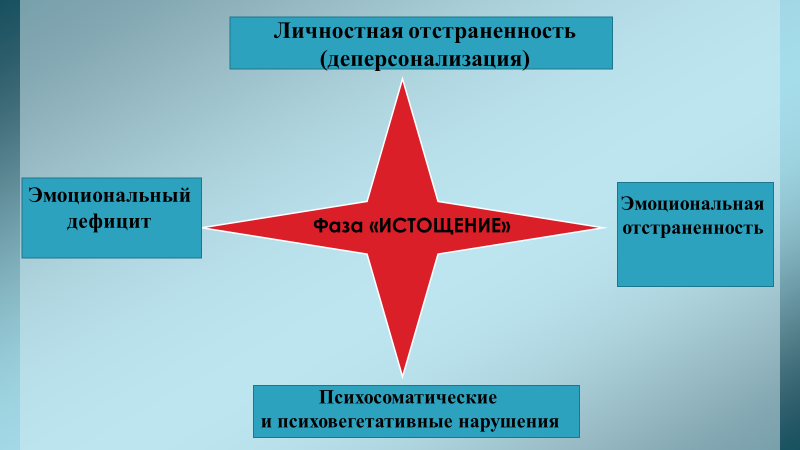 Личностная отстраненность
(деперсонализация)
Эмоциональный
дефицит
Эмоциональная
отстраненность
Фаза «ИСТОЩЕНИЕ»
Психосоматические
и психовегетативные нарушения